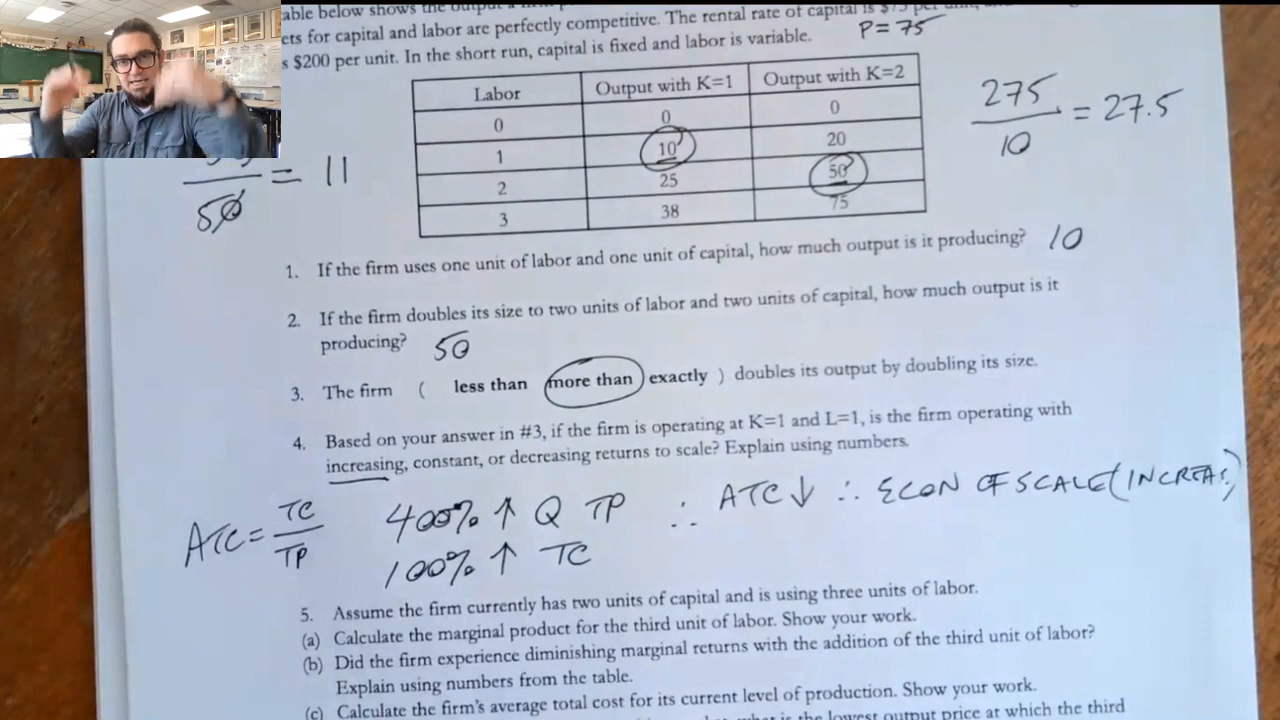 able below shows the output a firm
ets for capital and labor are perfectly competitive. The rental rate of capital is $75 per unit,
s $200 per unit. In the short run, capital is fixed and labor is variable.
P=75
Labor Output with K=1 Output with K=2
0 0 0
1 10 20
2 25 50
3 38 75
275
10
= 27.5
50
= 11
1. If the firm uses one unit of labor and one unit of capital, how much output is it producing? 10
2. If the firm doubles its size to two units of labor and two units of capital, how much output is it
producing? 50
3. The firm ( less than more than exactly ) doubles its output by doubling its size.
4. Based on your answer in #3, if the firm is operating at K=1 and L=1, is the firm operating with
increasing, constant, or decreasing returns to scale? Explain using numbers.
ATC = TC
TP
400% ↑ Q TP ∴ ATC↓ ∴ ECON OF SCALE (INCREAS.)
100% ↑ TC
5. Assume the firm currently has two units of capital and is using three units of labor.
(a) Calculate the marginal product for the third unit of labor. Show your work.
(b) Did the firm experience diminishing marginal returns with the addition of the third unit of labor?
Explain using numbers from the table.
(c) Calculate the firm's average total cost for its current level of production. Show your work.
what is the lowest output price at which the third